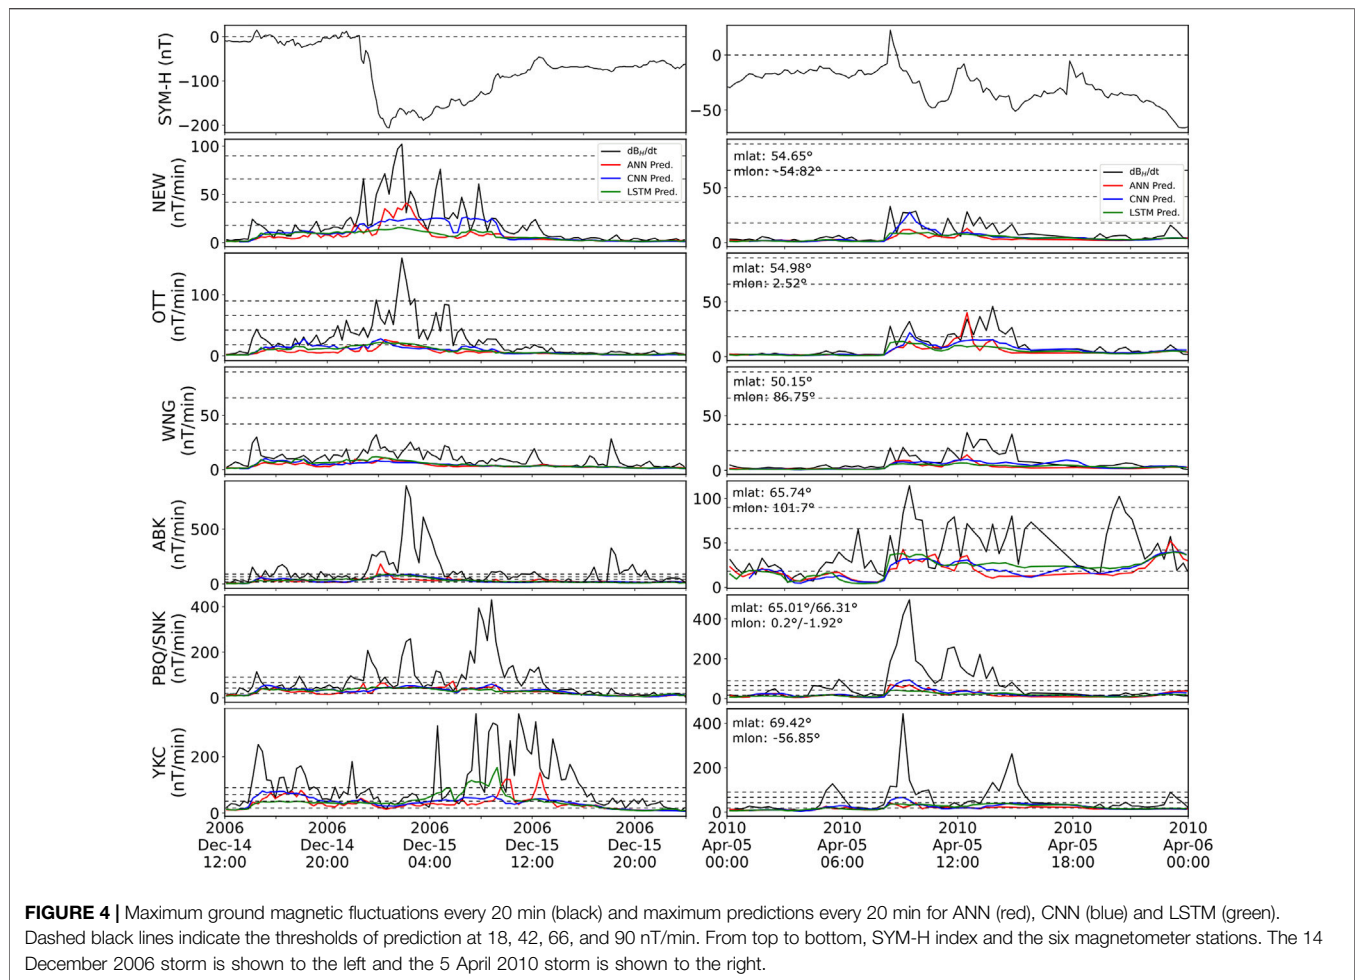 SYM-H (nT)
0
−100
−200
0
−50
NEW
(nT/min)
100
50
0
dBH/dt
ANN Pred.
CNN Pred.
LSTM Pred.
50
0
mlat: 54.65°
mlon: -54.82°
dBH/dt
ANN Pred.
CNN Pred.
LSTM Pred.
OTT
(nT/min)
100
0
50
0
mlat: 54.98°
mlon: 2.52°
WNG
(nT/min)
50
0
50
0
mlat: 50.15°
mlon: 86.75°
ABK
(nT/min)
500
0
100
50
0
mlat: 65.74°
mlon: 101.7°
PBQ/SNK
(nT/min)
400
200
0
400
200
0
mlat: 65.01°/66.31°
mlon: 0.2°/-1.92°
YKC
(nT/min)
200
0
400
200
0
mlat: 69.42°
mlon: -56.85°
2006 2006 2006 2006 2006 2010 2010 2010 2010 2010
Dec-14 Dec-14 Dec-15 Dec-15 Dec-15 Apr-05 Apr-05 Apr-05 Apr-05 Apr-06
12:00 20:00 04:00 12:00 20:00 00:00 06:00 12:00 18:00 00:00
FIGURE 4 | Maximum ground magnetic fluctuations every 20 min (black) and maximum predictions every 20 min for ANN (red), CNN (blue) and LSTM (green).
Dashed black lines indicate the thresholds of prediction at 18, 42, 66, and 90 nT/min. From top to bottom, SYM-H index and the six magnetometer stations. The 14
December 2006 storm is shown to the left and the 5 April 2010 storm is shown to the right.